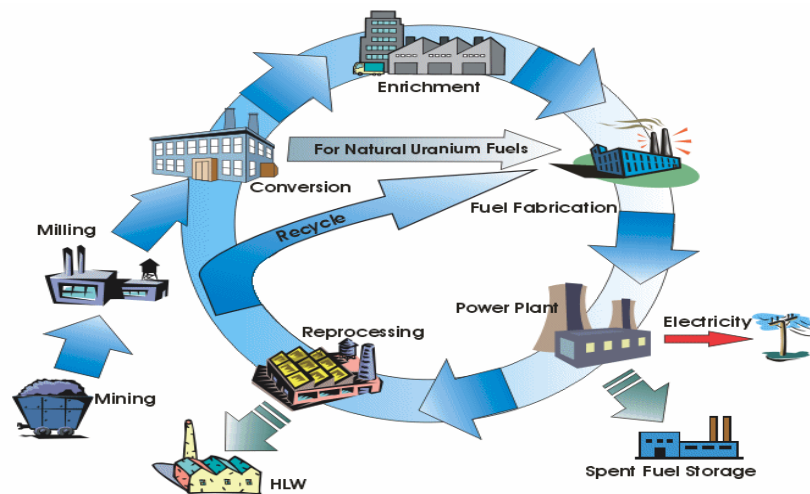 Enrichment
For Natural Uranium Fuels
Conversion
Fuel Fabrication
Recycle
Milling
Power Plant
Electricity
Reprocessing
Mining
Spent Fuel Storage
HLW